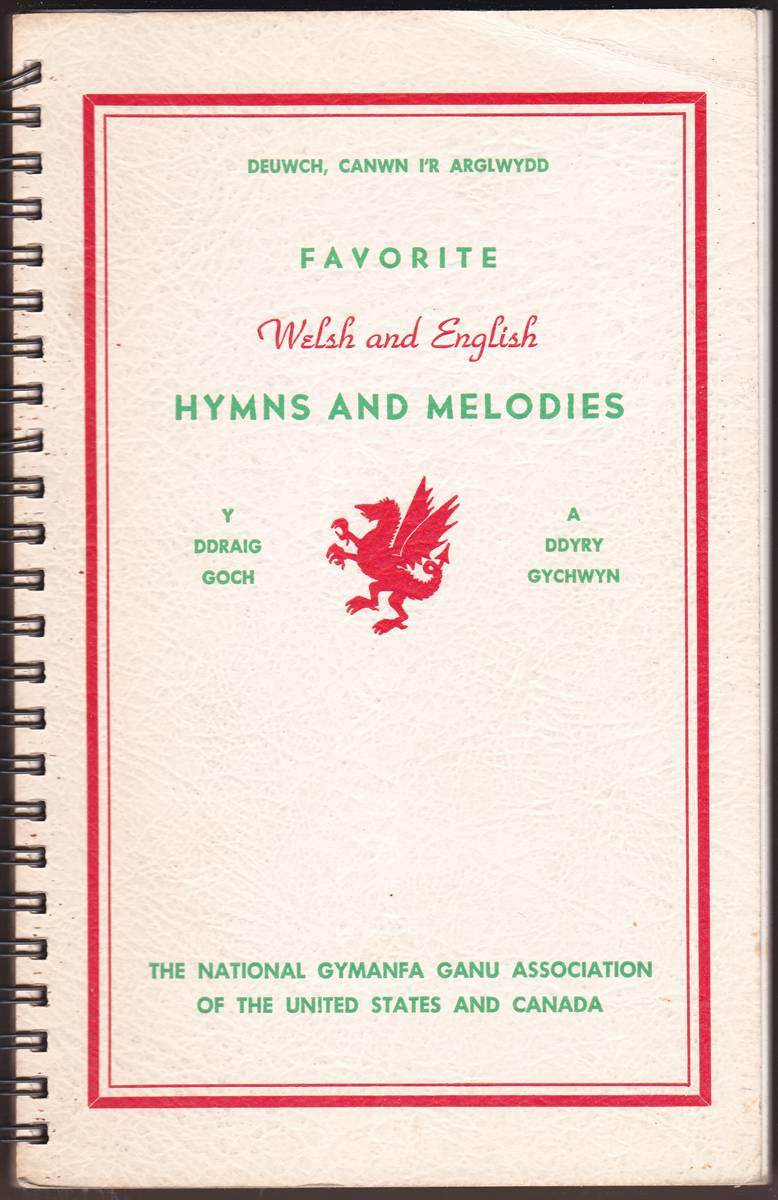 DEUWCH, CANWN I'R ARGLWYDD
FAVORITE
Welsh and English
HYMNS AND MELODIES
Y
DDRAIG
GOCH
A
DDYRY
GYCHWYN
THE NATIONAL GYMANFA GANU ASSOCIATION
OF THE UNITED STATES AND CANADA